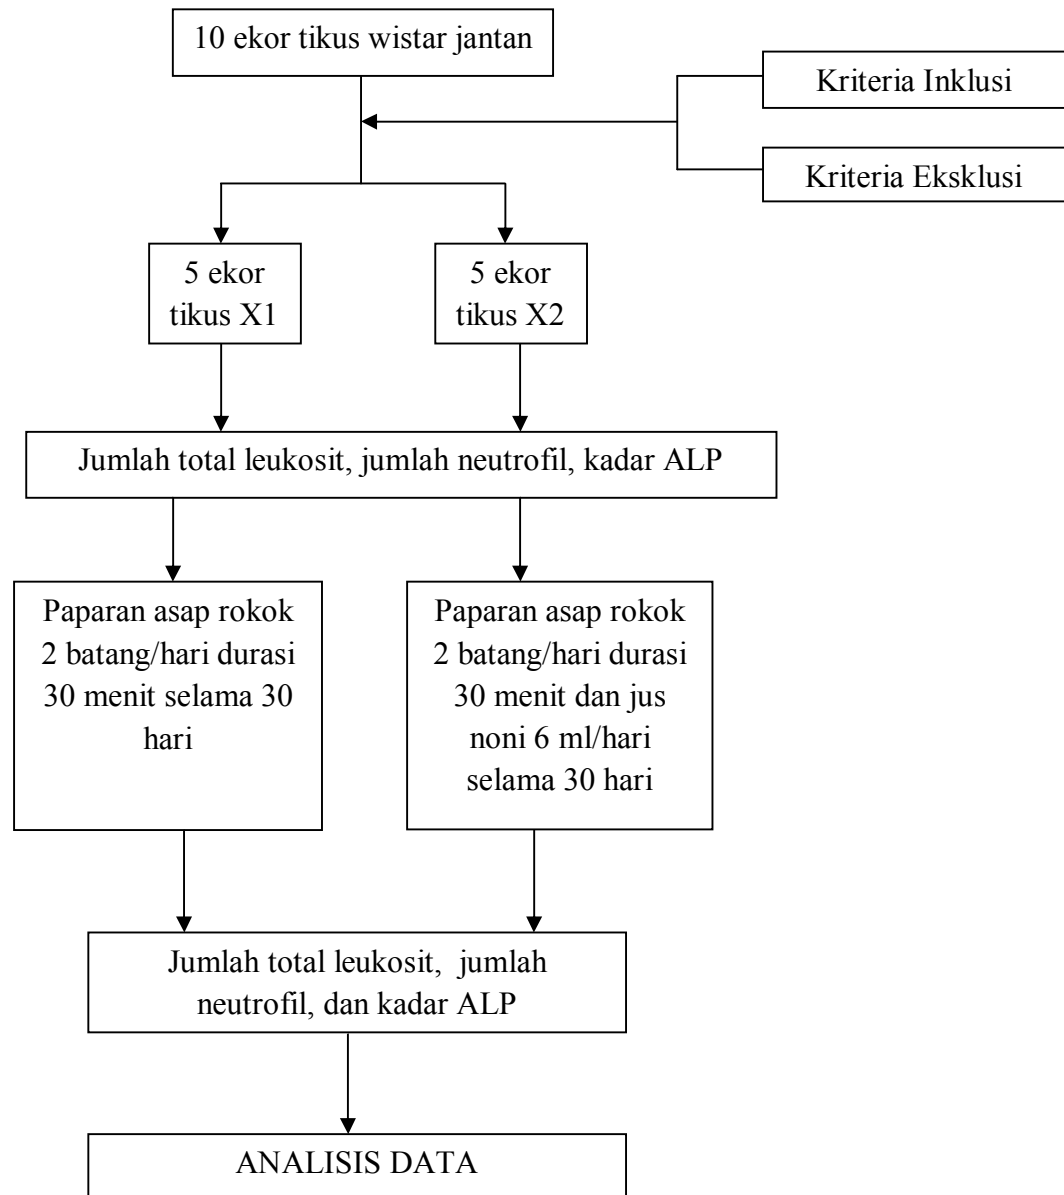 10 ekor tikus wistar jantan
Kriteria Inklusi
Kriteria Eksklusi
5 ekor
tikus X1
5 ekor
tikus X2
Jumlah total leukosit, jumlah neutrofil, kadar ALP
Paparan asap rokok
2 batang/hari durasi
30 menit selama 30
hari
Paparan asap rokok
2 batang/hari durasi
30 menit dan jus
noni 6 ml/hari
selama 30 hari
Jumlah total leukosit, jumlah
neutrofil, dan kadar ALP
ANALISIS DATA